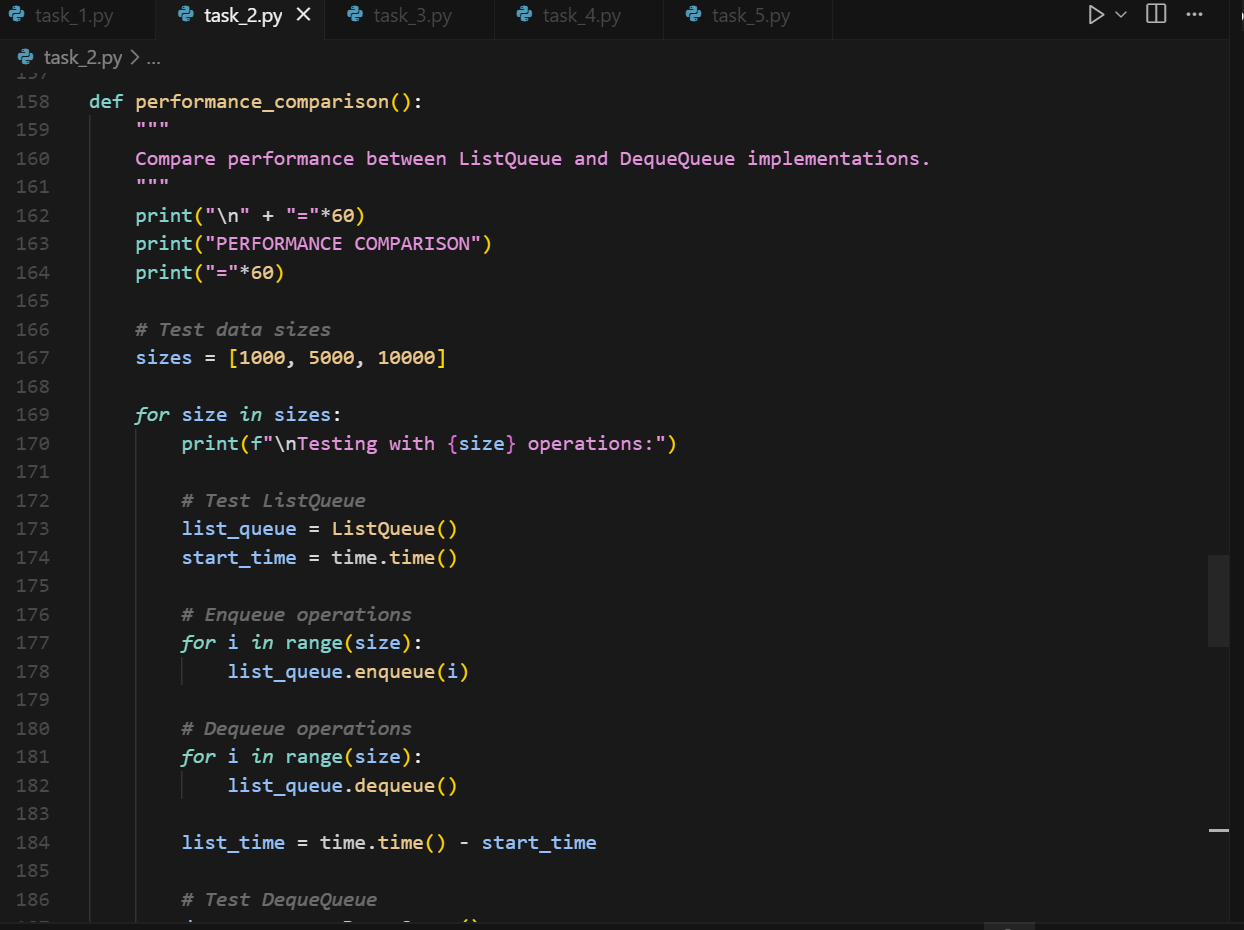 task_1.py task_2.py task_3.py task_4.py task_5.py
task_2.py > ...
157
158 def performance_comparison():
159     """
160     Compare performance between ListQueue and DequeQueue implementations.
161     """
162     print("\n" + "="*60)
163     print("PERFORMANCE COMPARISON")
164     print("="*60)
165
166     # Test data sizes
167     sizes = [1000, 5000, 10000]
168
169     for size in sizes:
170         print(f"\nTesting with {size} operations:")
171
172         # Test ListQueue
173         list_queue = ListQueue()
174         start_time = time.time()
175
176         # Enqueue operations
177         for i in range(size):
178             list_queue.enqueue(i)
179
180         # Dequeue operations
181         for i in range(size):
182             list_queue.dequeue()
183
184         list_time = time.time() - start_time
185
186         # Test DequeQueue